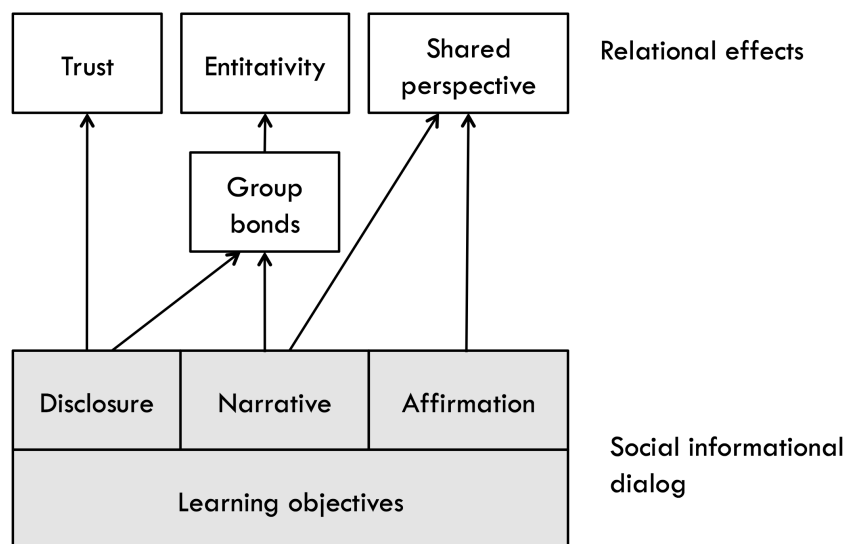 Trust
Entitativity
Shared
perspective
Relational effects
Group
bonds
Disclosure
Narrative
Affirmation
Social informational
dialog
Learning objectives